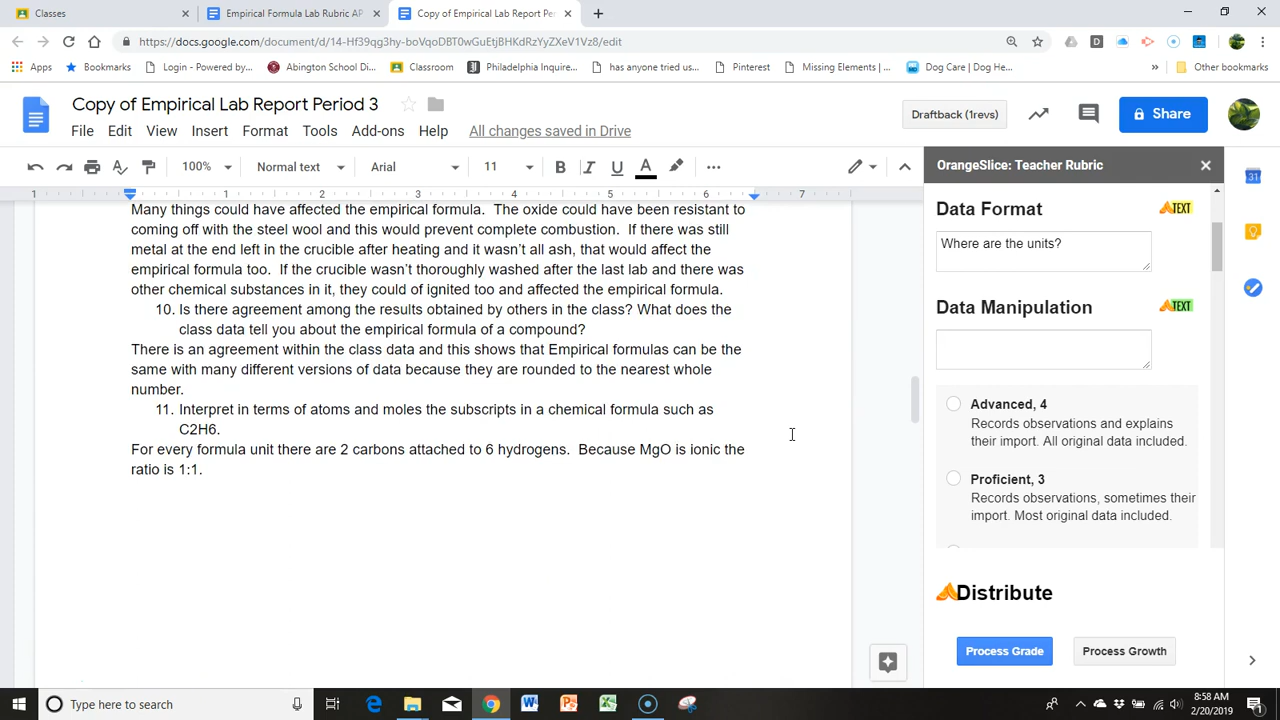 Classes
Empirical Formula Lab Rubric AP
Copy of Empirical Lab Report Per
https://docs.google.com/document/d/14-Hf39qg3hy-boVqoDBT0wGuEtjBHKdRzYyZXeV1Vz8/edit
Apps
Bookmarks
Login - Powered by...
Abington School Di...
Classroom
Philadelphia Inquire...
has anyone tried us...
Pinterest
Missing Elements | ...
Dog Care | Dog He...
»
Other bookmarks
Copy of Empirical Lab Report Period 3
File Edit View Insert Format Tools Add-ons Help All changes saved in Drive
Draftback (1revs)
Share
100% Normal text Arial 11 B I U A
OrangeSlice: Teacher Rubric
1 1 2 3 4 5 6 7
Many things could have affected the empirical formula. The oxide could have been resistant to
coming off with the steel wool and this would prevent complete combustion. If there was still
metal at the end left in the crucible after heating and it wasn't all ash, that would affect the
empirical formula too. If the crucible wasn't thoroughly washed after the last lab and there was
other chemical substances in it, they could of ignited too and affected the empirical formula.
10. Is there agreement among the results obtained by others in the class? What does the
class data tell you about the empirical formula of a compound?
There is an agreement within the class data and this shows that Empirical formulas can be the
same with many different versions of data because they are rounded to the nearest whole
number.
11. Interpret in terms of atoms and moles the subscripts in a chemical formula such as
C2H6.
For every formula unit there are 2 carbons attached to 6 hydrogens. Because MgO is ionic the
ratio is 1:1.
Data Format
TEXT
Where are the units?
Data Manipulation
TEXT
Advanced, 4
Records observations and explains
their import. All original data included.
Proficient, 3
Records observations, sometimes their
import. Most original data included.
Distribute
Process Grade
Process Growth
31
Type here to search
8:58 AM
2/20/2019